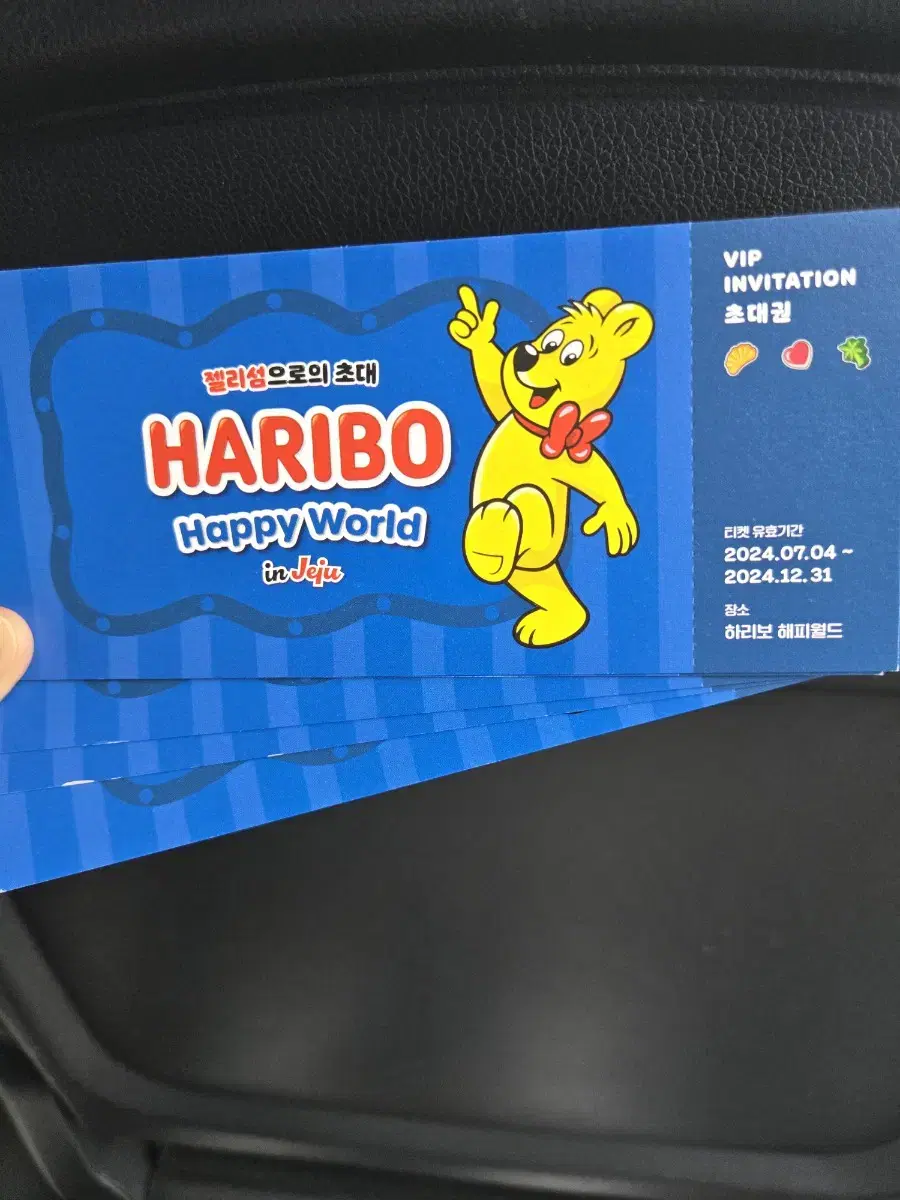 젤리섬으로의 초대
HARIBO
Happy World
in Jeju
VIP
INVITATION
초대권
티켓 유효기간
2024.07.04 ~
2024.12.31
장소
하리보 해피월드